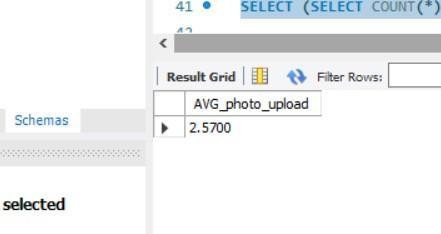 41 SELECT (SELECT COUNT(*)
Result Grid Filter Rows:
AVG_photo_upload
2.5700
Schemas
selected